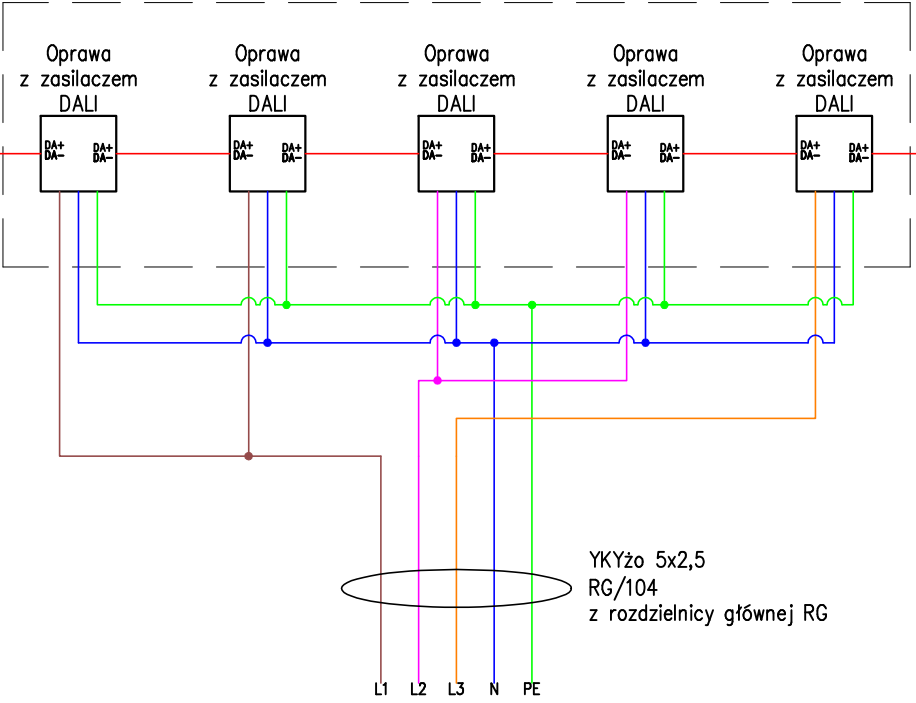 Oprawa
z zasilaczem
DALI
Oprawa
z zasilaczem
DALI
Oprawa
z zasilaczem
DALI
Oprawa
z zasilaczem
DALI
Oprawa
z zasilaczem
DALI
DA+ DA+
DA- DA-
DA+ DA+
DA- DA-
DA+ DA+
DA- DA-
DA+ DA+
DA- DA-
DA+ DA+
DA- DA-
YKYżo 5x2,5
RG/104
z rozdzielnicy głównej RG
L1 L2 L3 N PE